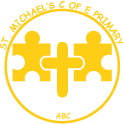 ST MICHAEL'S C OF E PRIMARY
ABC